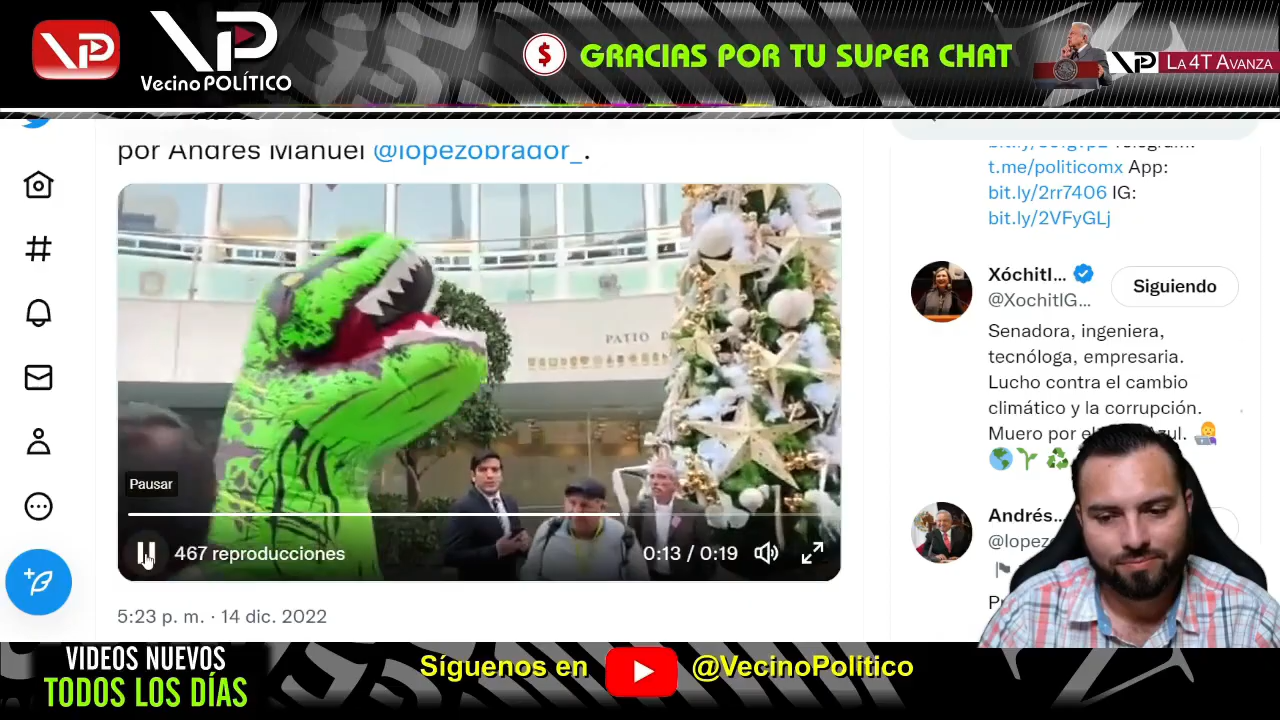 VP
VP
Vecino POLÍTICO
$
GRACIAS POR TU SUPER CHAT
VP
LA 4T AVANZA
por Andrés Manuel @lopezobrador_.
PATIO D
Pausar
467 reproducciones
0:13 / 0:19
5:23 p. m. · 14 dic. 2022
t.me/politicomx App:
bit.ly/2rr7406 IG:
bit.ly/2VFyGLj
Xóchitl...
@XochitlG...
Siguiendo
Senadora, ingeniera,
tecnóloga, empresaria.
Lucho contra el cambio
climático y la corrupción.
Muero por el
Andrés...
@lopez
VIDEOS NUEVOS
TODOS LOS DÍAS
Síguenos en
@VecinoPolitico